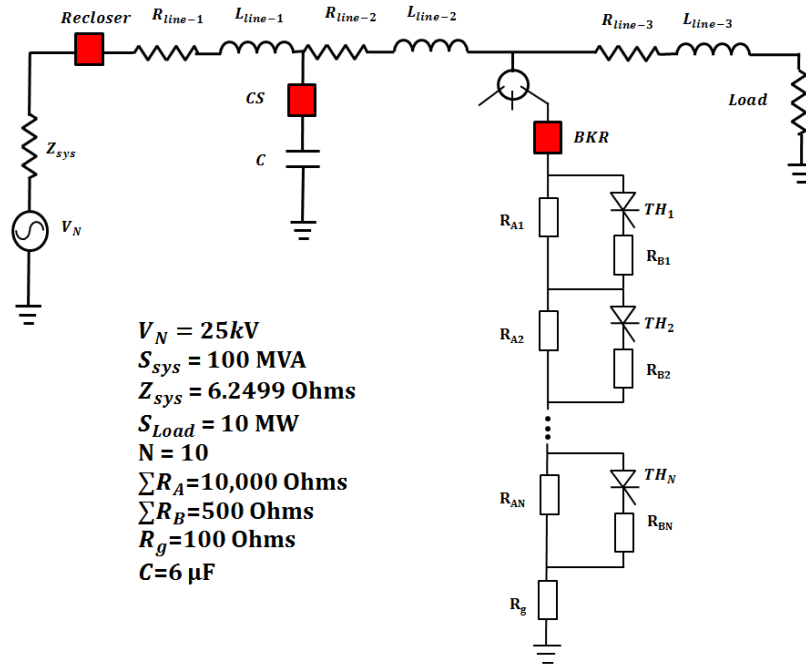 Recloser R_line−1 L_line−1 R_line−2 L_line−2 R_line−3 L_line−3
CS
C
Load
Z_sys
V_N
BKR
R_A1 TH_1
R_B1
R_A2 TH_2
R_B2
R_AN TH_N
R_BN
R_g
V_N = 25kV
S_sys = 100 MVA
Z_sys = 6.2499 Ohms
S_Load = 10 MW
N = 10
∑R_A=10,000 Ohms
∑R_B=500 Ohms
R_g=100 Ohms
C=6 µF